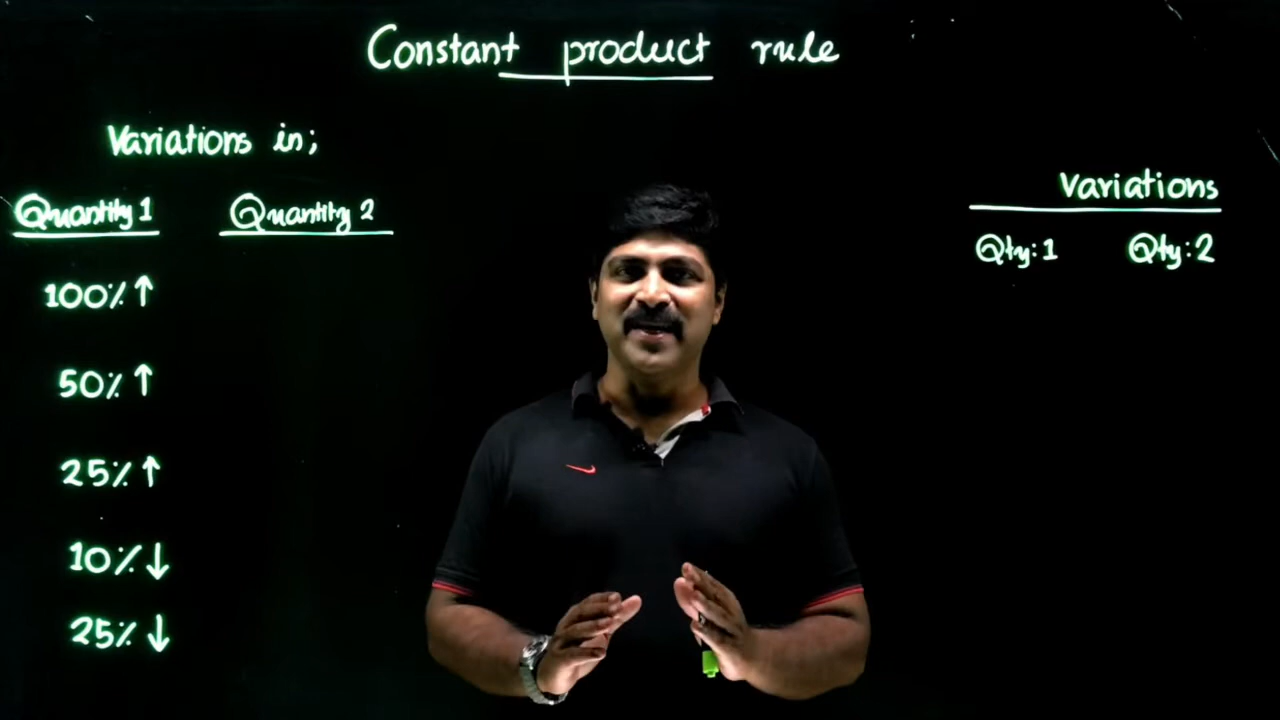 Constant product rule
Variations in;
Quantity 1 Quantity 2
100% ↑
50% ↑
25% ↑
10% ↓
25% ↓
Variations
Qty:1 Qty:2